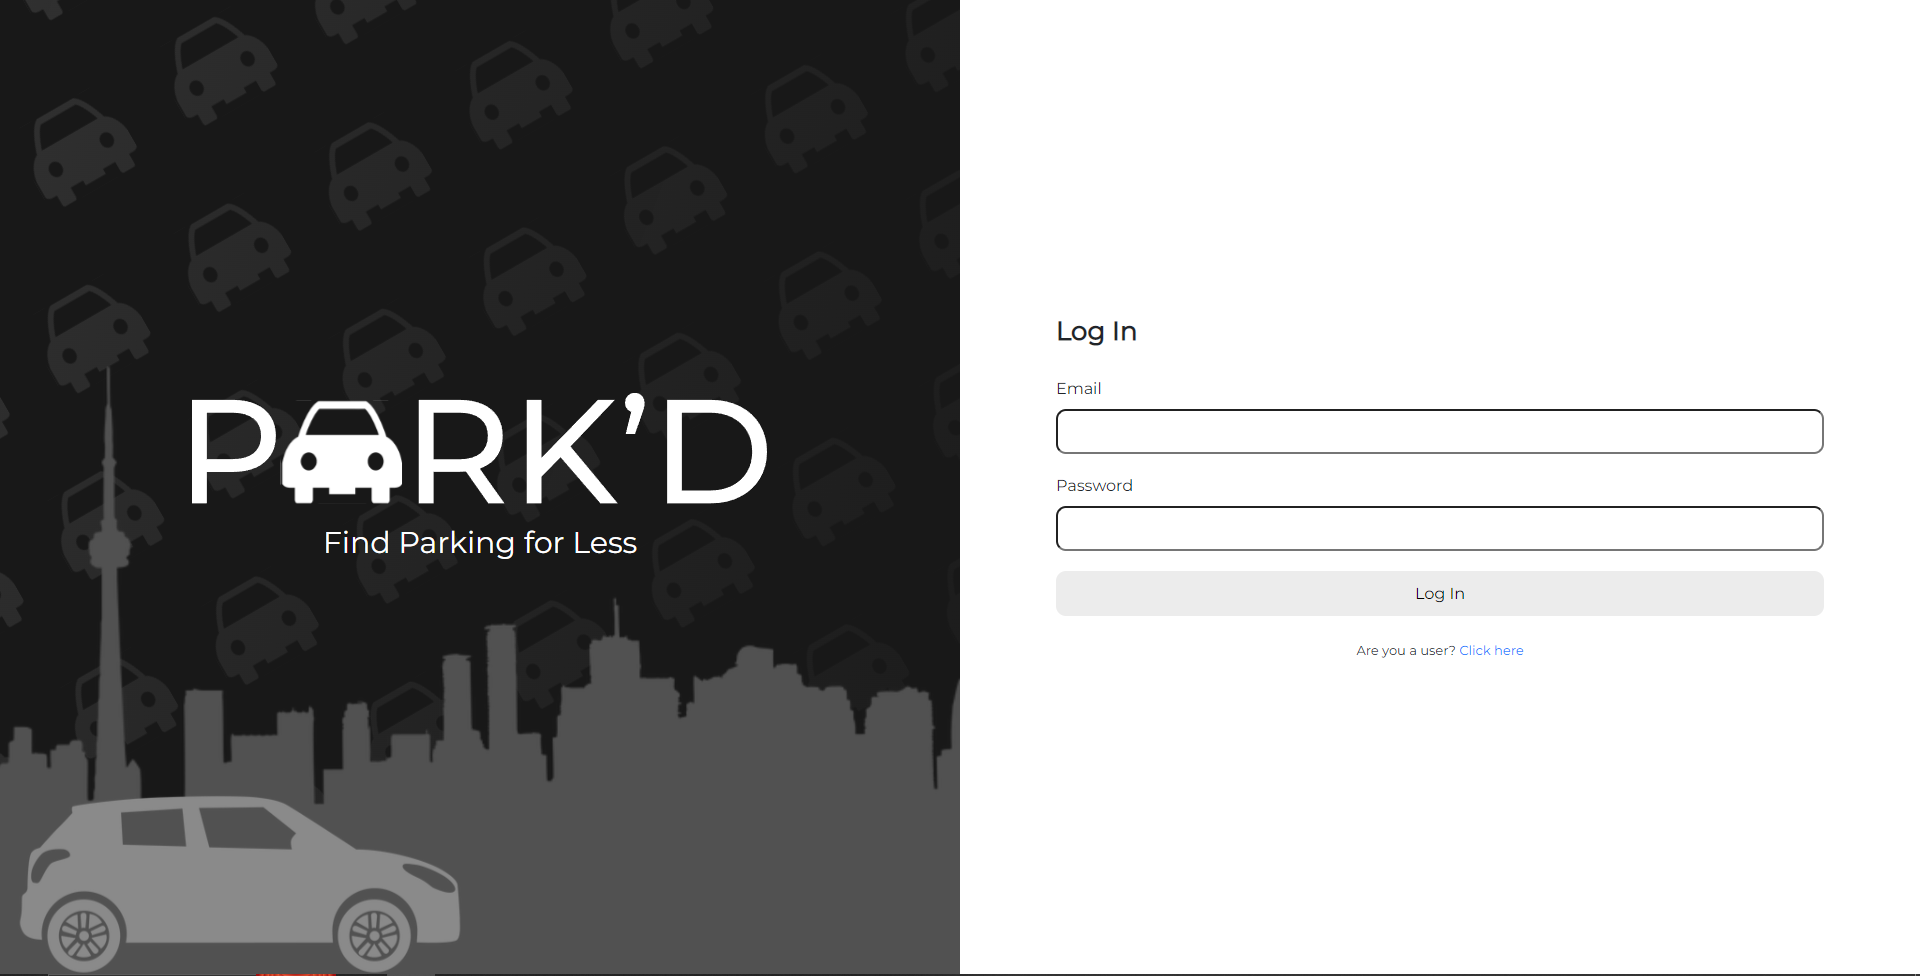 PARK’D
Find Parking for Less
Log In
Email
Password
Log In
Are you a user? Click here